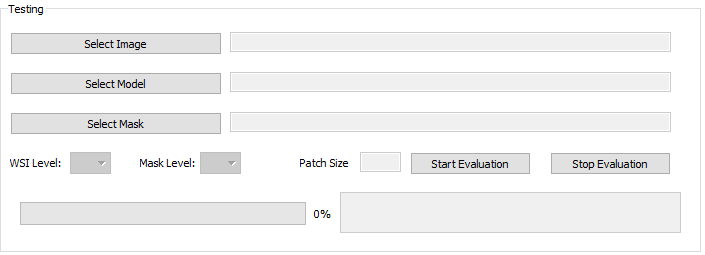 Testing
Select Image
Select Model
Select Mask
WSI Level: Mask Level: Patch Size Start Evaluation Stop Evaluation
0%